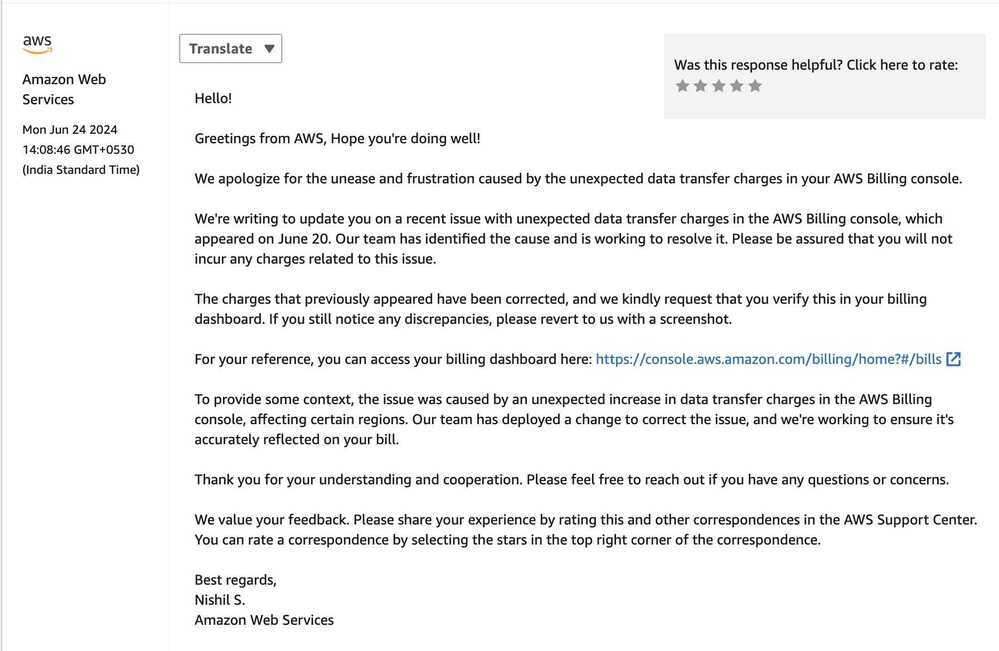 aws
Amazon Web
Services
Mon Jun 24 2024
14:08:46 GMT+0530
(India Standard Time)
Translate
Was this response helpful? Click here to rate:
Hello!
Greetings from AWS, Hope you're doing well!
We apologize for the unease and frustration caused by the unexpected data transfer charges in your AWS Billing console.
We're writing to update you on a recent issue with unexpected data transfer charges in the AWS Billing console, which
appeared on June 20. Our team has identified the cause and is working to resolve it. Please be assured that you will not
incur any charges related to this issue.
The charges that previously appeared have been corrected, and we kindly request that you verify this in your billing
dashboard. If you still notice any discrepancies, please revert to us with a screenshot.
For your reference, you can access your billing dashboard here: https://console.aws.amazon.com/billing/home?#/bills
To provide some context, the issue was caused by an unexpected increase in data transfer charges in the AWS Billing
console, affecting certain regions. Our team has deployed a change to correct the issue, and we're working to ensure it's
accurately reflected on your bill.
Thank you for your understanding and cooperation. Please feel free to reach out if you have any questions or concerns.
We value your feedback. Please share your experience by rating this and other correspondences in the AWS Support Center.
You can rate a correspondence by selecting the stars in the top right corner of the correspondence.
Best regards,
Nishil S.
Amazon Web Services